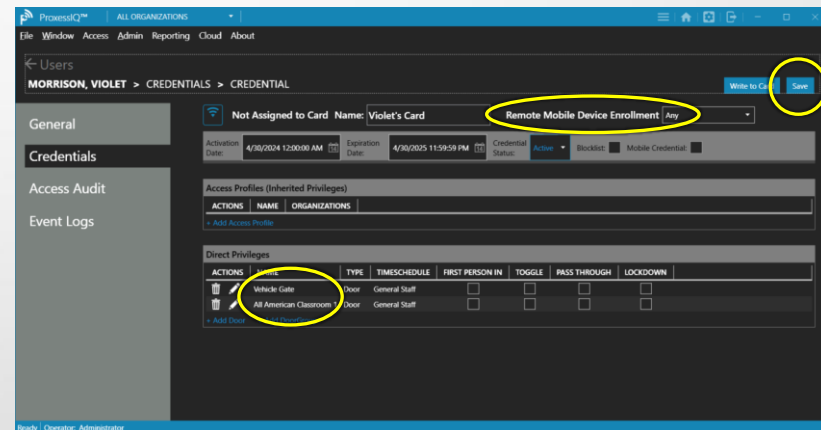 ProxessIQ™ ALL ORGANIZATIONS
File Window Access Admin Reporting Cloud About
Users
MORRISON, VIOLET > CREDENTIALS > CREDENTIAL
Write to Card Save
General
Credentials
Access Audit
Event Logs
Not Assigned to Card Name: Violet's Card Remote Mobile Device Enrollment Any
Activation Date: 4/30/2024 12:00:00 AM Expiration Date: 4/30/2025 11:59:59 PM Credential Status: Active Blocklist: Mobile Credential:
Access Profiles (Inherited Privileges)
ACTIONS NAME ORGANIZATIONS
+ Add Access Profile
Direct Privileges
ACTIONS NAME TYPE TIMESCHEDULE FIRST PERSON IN TOGGLE PASS THROUGH LOCKDOWN
Vehicle Gate Door General Staff
All American Classroom 1 Door General Staff
+ Add Door
Ready Operator: Administrator